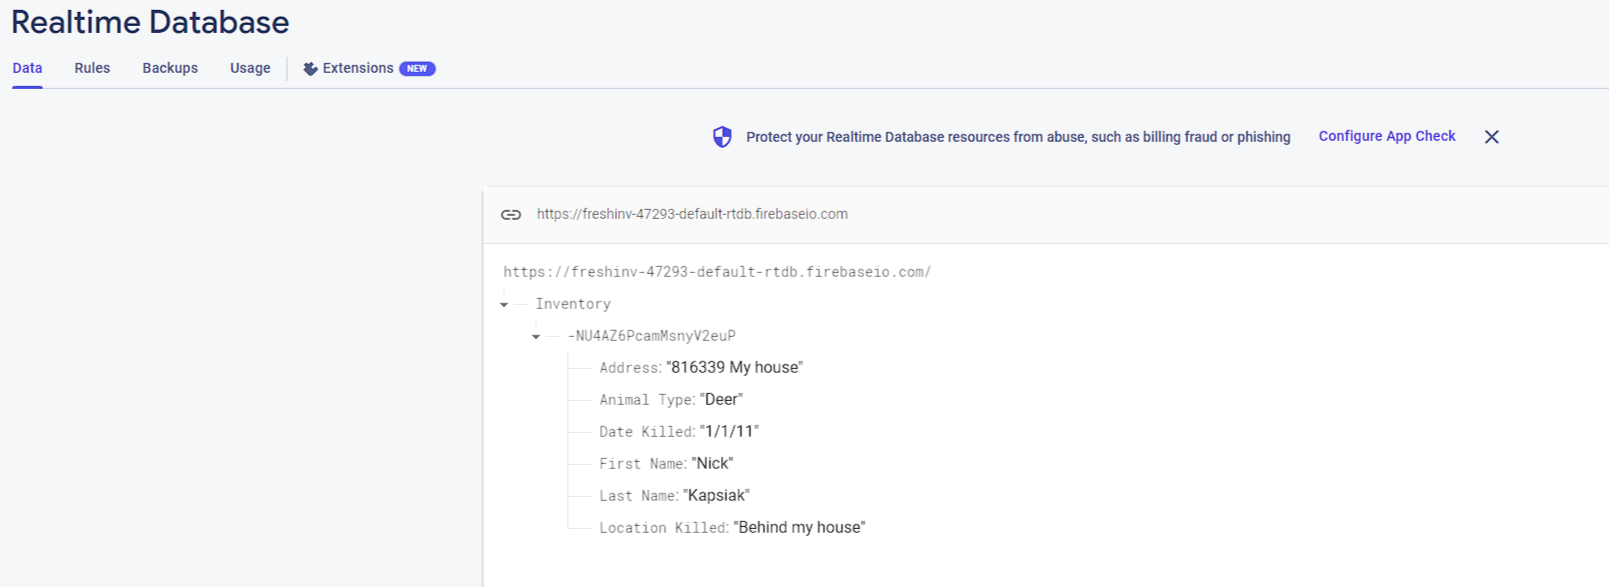 Realtime Database
Data Rules Backups Usage Extensions NEW
Protect your Realtime Database resources from abuse, such as billing fraud or phishing Configure App Check
https://freshinv-47293-default-rtdb.firebaseio.com
https://freshinv-47293-default-rtdb.firebaseio.com/
Inventory
-NU4AZ6PcamMsnyV2euP
Address: "816339 My house"
Animal Type: "Deer"
Date Killed: "1/1/11"
First Name: "Nick"
Last Name: "Kapsiak"
Location Killed: "Behind my house"